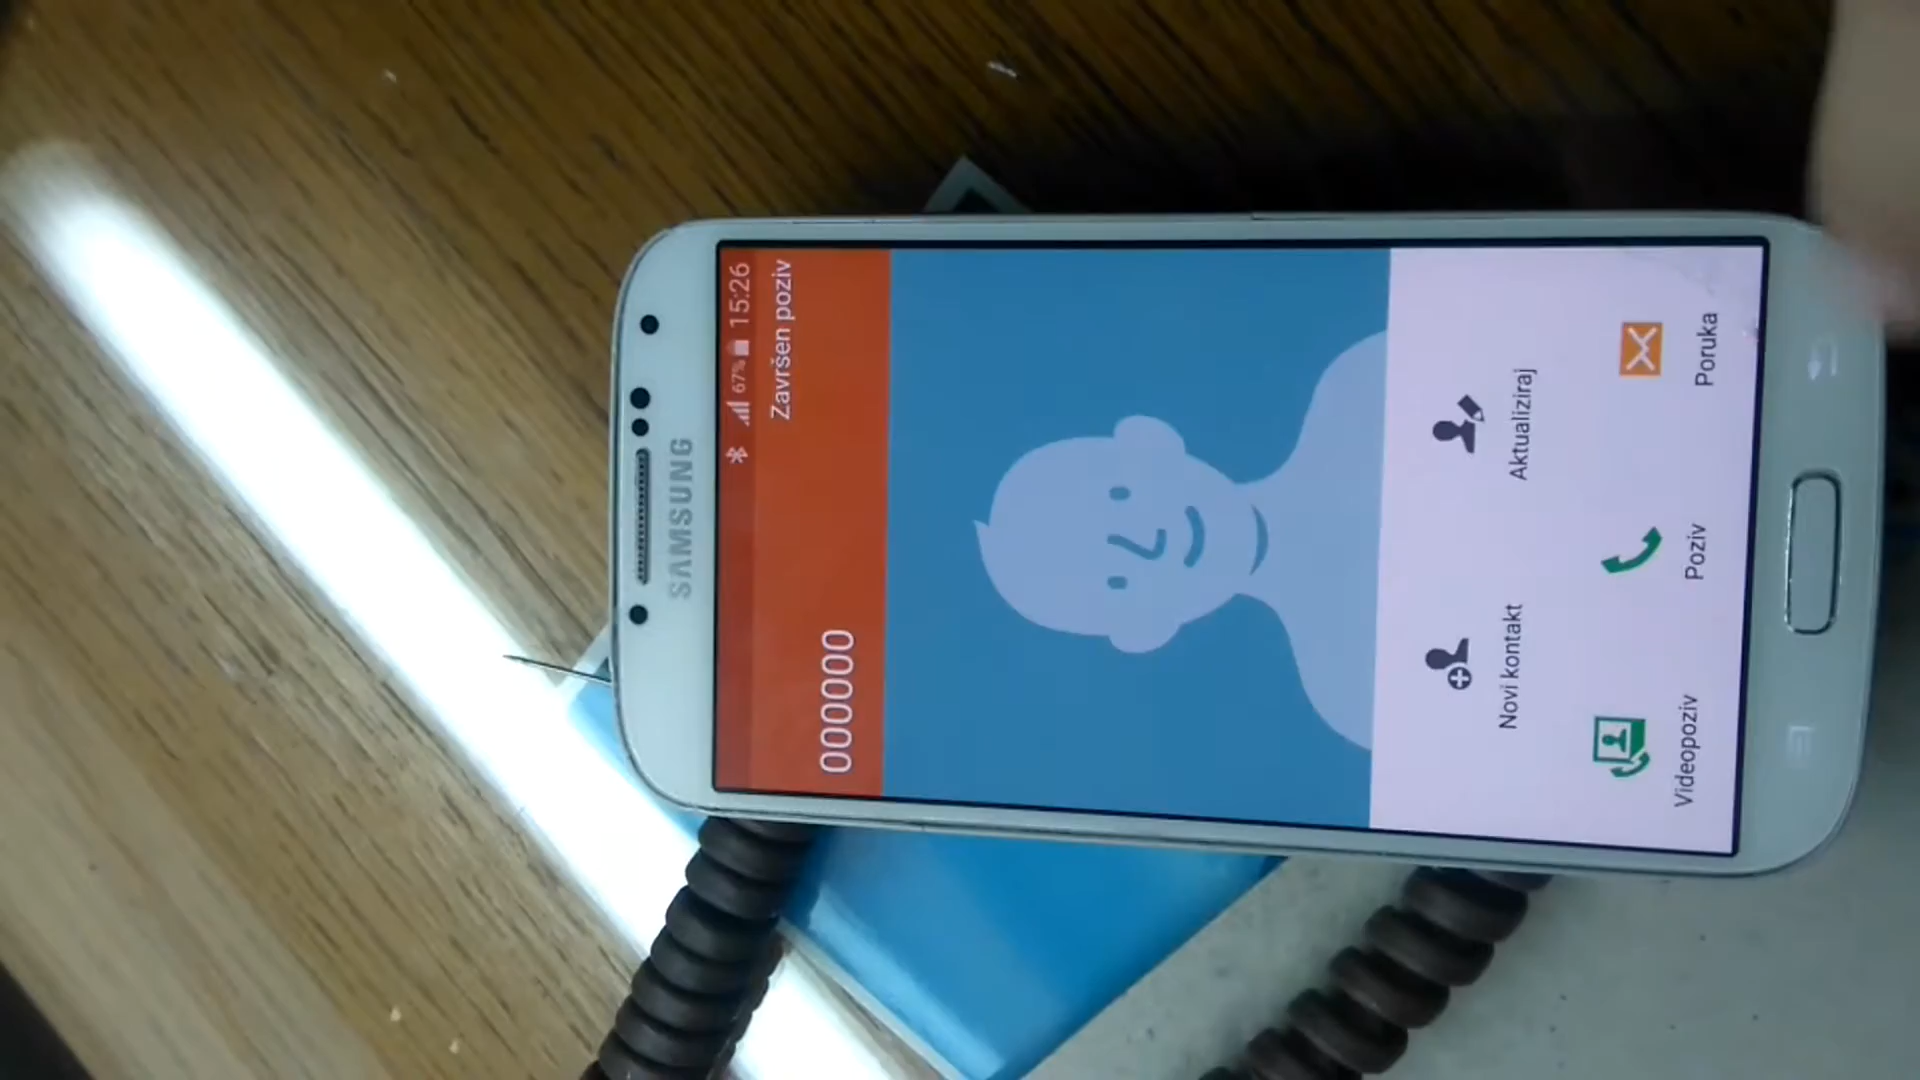 SAMSUNG
67% 15:26
Završen poziv
000000
Novi kontakt
Aktualiziraj
Videopoziv
Poziv
Poruka